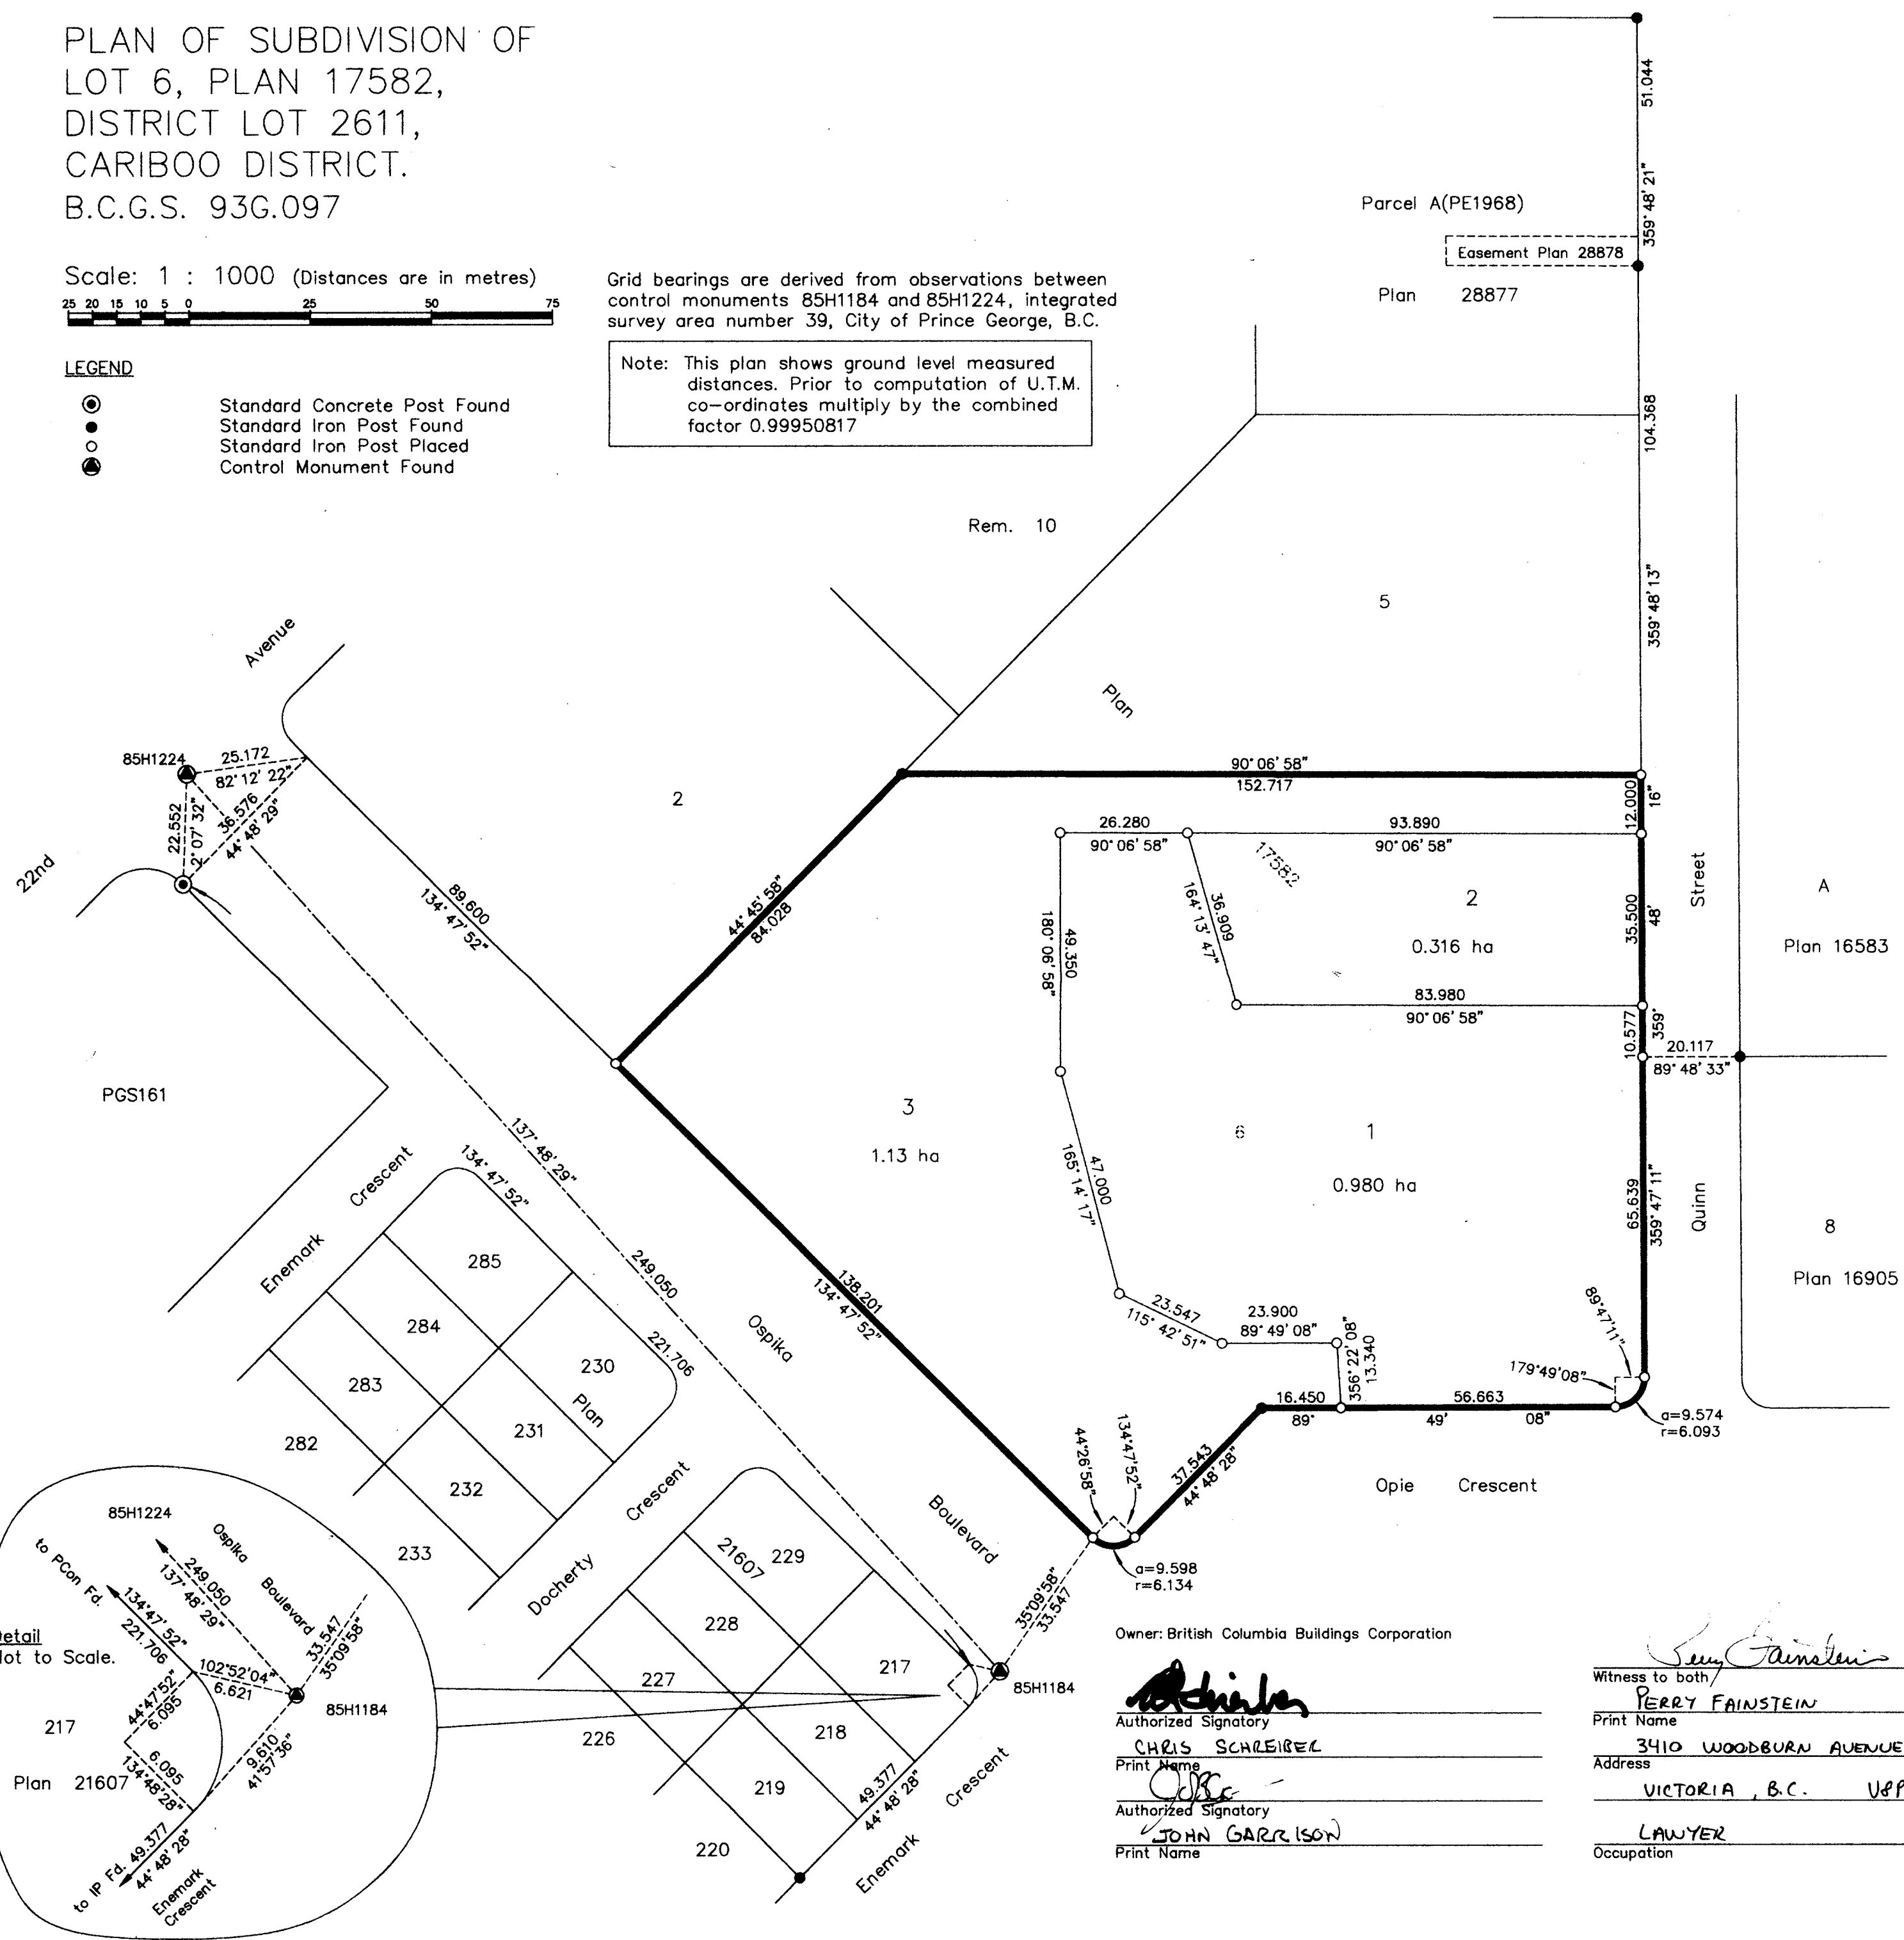 PLAN OF SUBDIVISION OF
LOT 6, PLAN 17582,
DISTRICT LOT 2611,
CARIBOO DISTRICT.
B.C.G.S. 93G.097
Scale: 1 : 1000 (Distances are in metres)
25 20 15 10 5 0 25 50 75
LEGEND
Standard Concrete Post Found
Standard Iron Post Found
Standard Iron Post Placed
Control Monument Found
Grid bearings are derived from observations between
control monuments 85H1184 and 85H1224, integrated
survey area number 39, City of Prince George, B.C.
Note: This plan shows ground level measured
distances. Prior to computation of U.T.M.
co-ordinates multiply by the combined
factor 0.99950817
51.044
359° 48' 21"
Parcel A(PE1968)
Easement Plan 28878
Plan 28877
104.368
359° 48' 13"
Rem. 10
5
Plan
17582
Avenue
22nd
85H1224
25.172
82° 12' 22"
36.576
44° 48' 29"
22.552
2° 07' 32"
2
89.600
134° 47' 52"
44° 45' 58"
84.028
90° 06' 58"
152.717
12.000
16"
26.280
90° 06' 58"
93.890
90° 06' 58"
36.909
164° 13' 47"
2
0.316 ha
35.500
48'
49.350
180° 06' 58"
83.980
90° 06' 58"
10.577
359°
20.117
89° 48' 33"
Street
Quinn
A
Plan 16583
8
Plan 16905
3
1.13 ha
6
1
0.980 ha
65.639
359° 47' 11"
47.000
165° 14' 17"
23.547
115° 42' 51"
23.900
89° 49' 08"
356° 22' 08"
13.340
16.450
56.663
89° 49' 08"
89°47'11"
179°49'08"
a=9.574
r=6.093
138.201
134° 47' 52"
44°26'58"
134°47'52"
37.543
44° 48' 28"
a=9.598
r=6.134
Opie Crescent
PGS161
137° 48' 29"
249.050
Ospika
Boulevard
Enemark
Crescent
134° 47' 52"
221.706
285
284
283
282
230
Plan
231
232
233
Docherty
Crescent
21607
229
228
227
226
217
218
219
220
35°09'58"
33.547
85H1184
49.377
44° 48' 28"
Enemark
Crescent
85H1224
to PCon Fd.
Ospika
Boulevard
249.050
137° 48' 29"
134°47' 52"
221.706
33.547
35°09'58"
102°52'04"
6.621
44°47'52"
6.095
85H1184
217
Plan 21607
6.095
134°48'28"
9.610
41°57'36"
to IP Fd. 49.377
44° 48' 28"
Enemark
Crescent
etail
lot to Scale.
Owner: British Columbia Buildings Corporation
Authorized Signatory
CHRIS SCHREIBER
Print Name
Authorized Signatory
JOHN GARRISON
Print Name
Witness to both
PERRY FAINSTEIN
Print Name
3410 WOODBURN AVENUE
Address
VICTORIA, B.C. V8P
LAWYER
Occupation